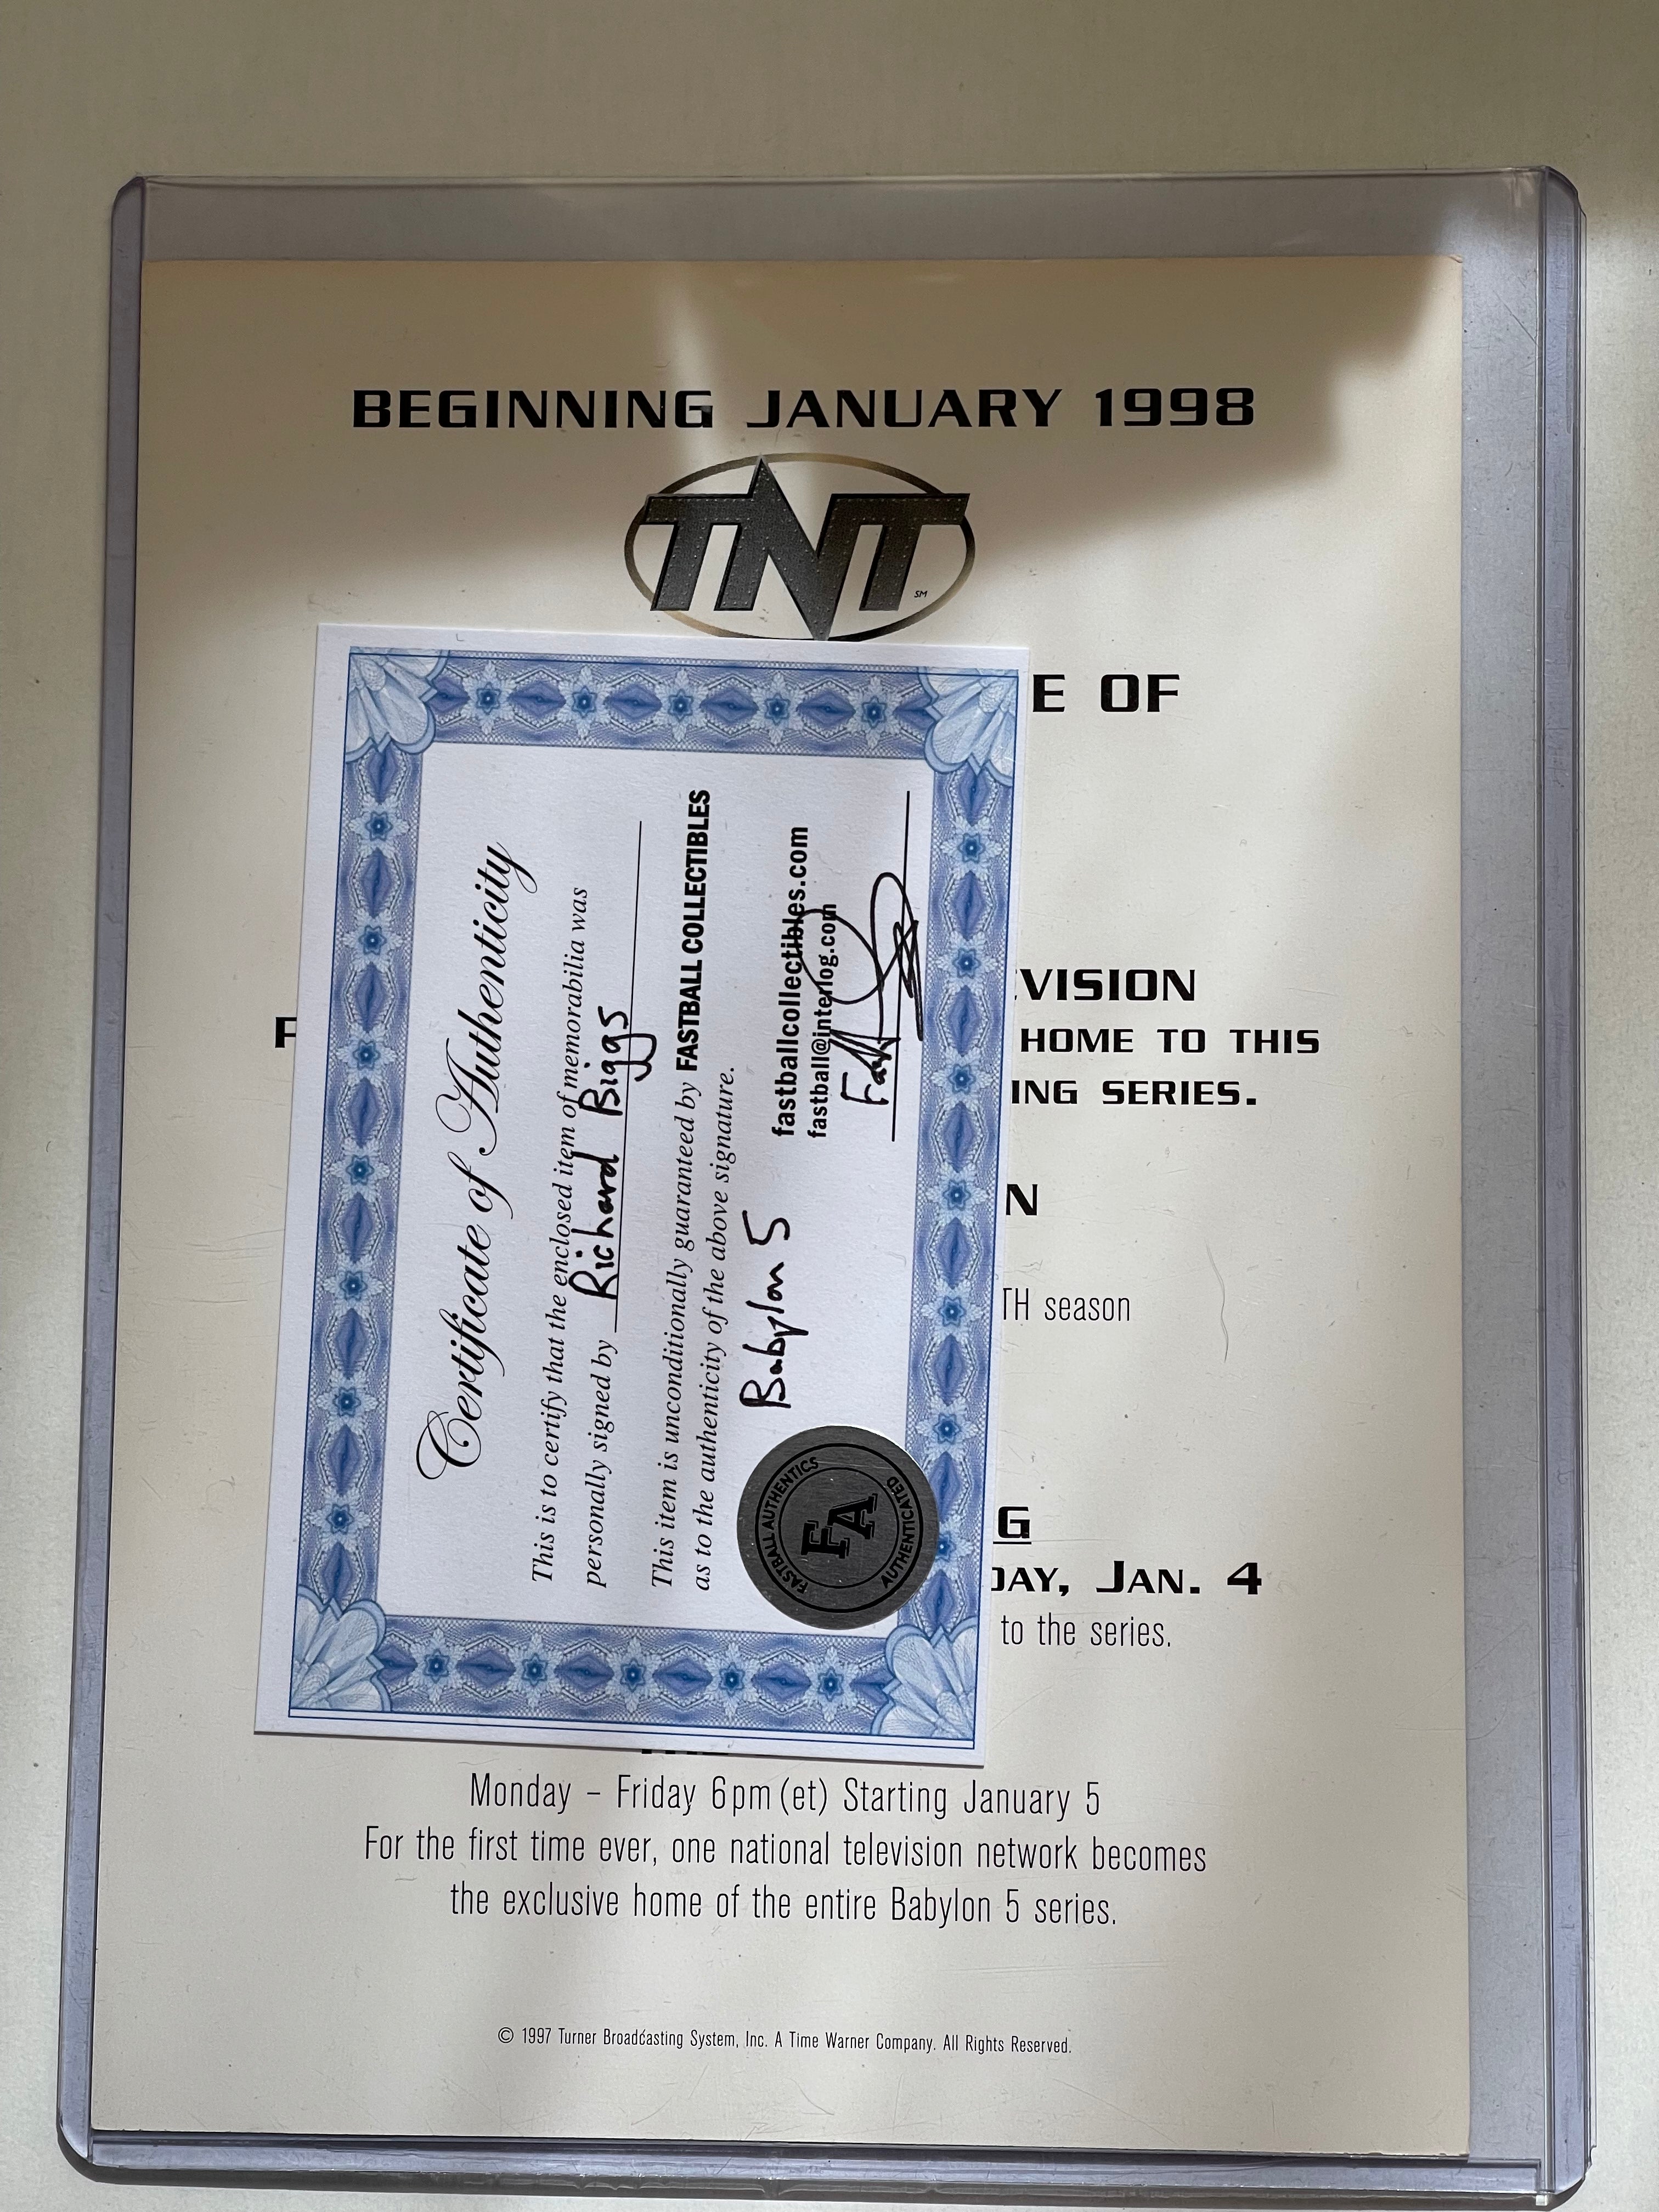 BEGINNING JANUARY 1998
TNT
SM
E OF
VISION
HOME TO THIS
ING SERIES.
N
TH season
G
DAY, JAN. 4
to the series.
Monday – Friday 6pm (et) Starting January 5
For the first time ever, one national television network becomes
the exclusive home of the entire Babylon 5 series.
© 1997 Turner Broadcasting System, Inc. A Time Warner Company. All Rights Reserved.
Certificate of Authenticity
This is to certify that the enclosed item of memorabilia was
personally signed by Richard Biggs
This item is unconditionally guaranteed by FASTBALL COLLECTIBLES
as to the authenticity of the above signature.
Babylon 5
fastballcollectibles.com
fastball@interlog.com
FASTBALL AUTHENTICS
FA
AUTHENTICATED